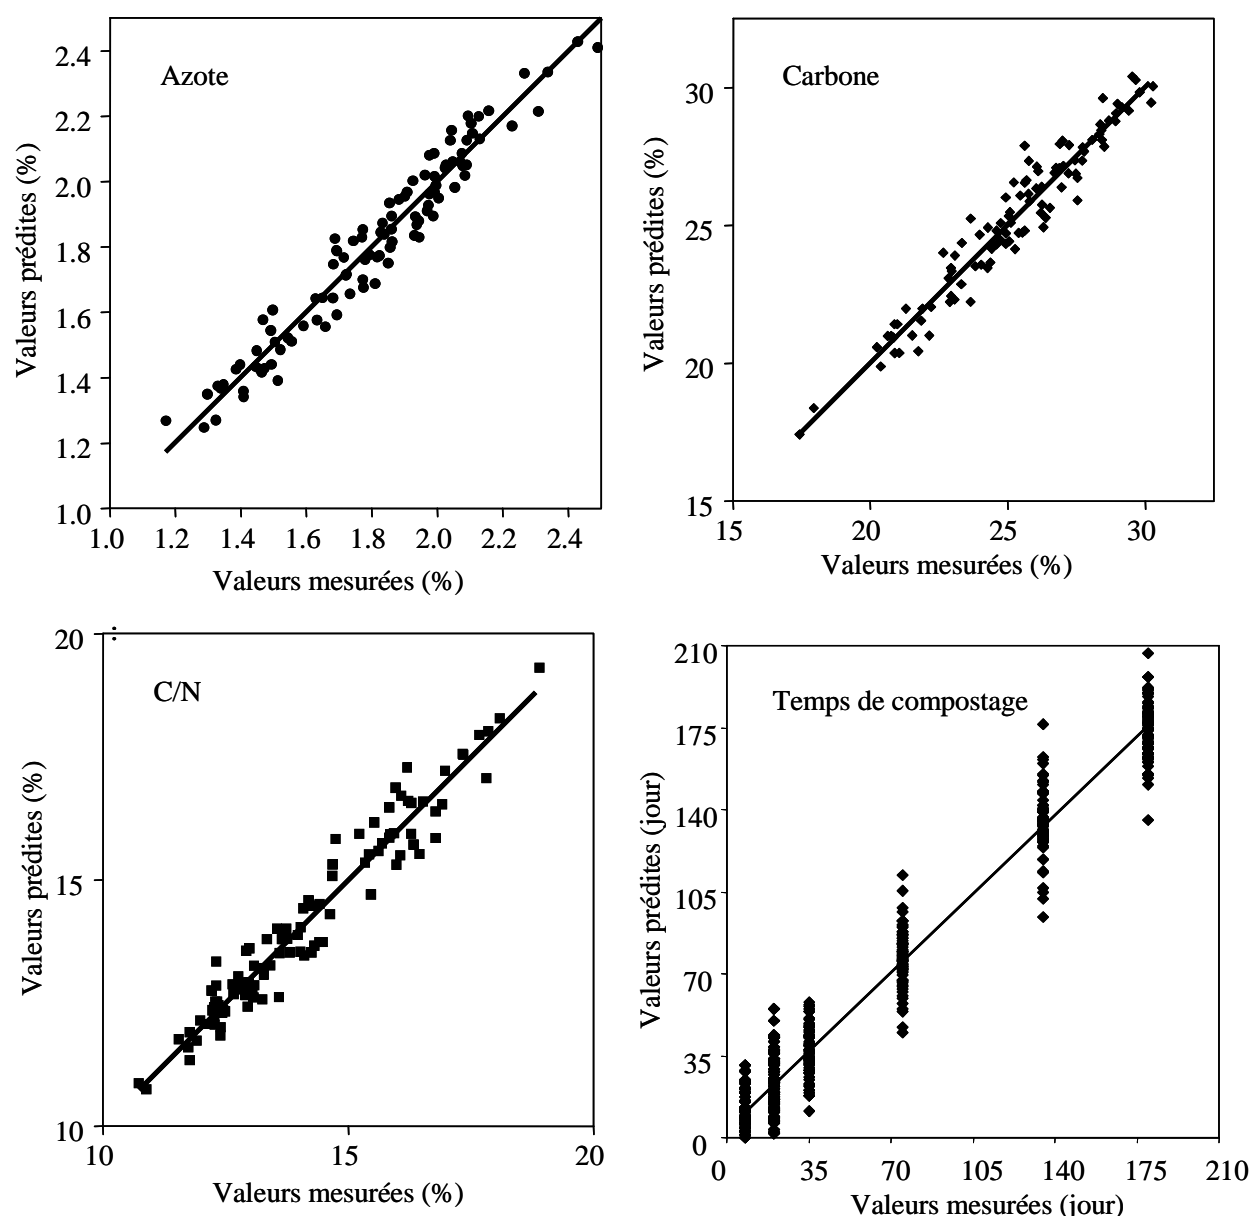 Azote
Valeurs prédites (%)
2.4
2.2
2.0
1.8
1.6
1.4
1.2
1.0
1.0 1.2 1.4 1.6 1.8 2.0 2.2 2.4
Valeurs mesurées (%)
Carbone
Valeurs prédites (%)
30
25
20
15
15 20 25 30
Valeurs mesurées (%)
C/N
Valeurs prédites (%)
20
15
10
10 15 20
Valeurs mesurées (%)
Temps de compostage
Valeurs prédites (jour)
210
175
140
105
70
35
0
0 35 70 105 140 175 210
Valeurs mesurées (jour)